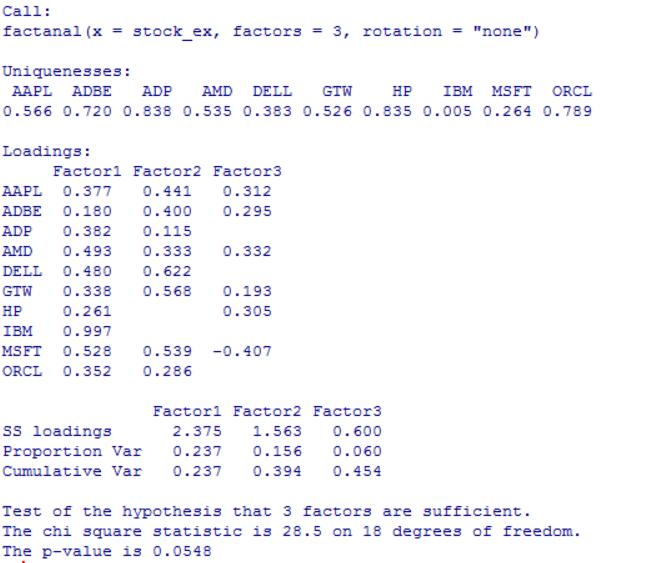 Call:
factanal(x = stock_ex, factors = 3, rotation = "none")
Uniquenesses:
AAPL ADBE ADP AMD DELL GTW HP IBM MSFT ORCL
0.566 0.720 0.838 0.535 0.383 0.526 0.835 0.005 0.264 0.789
Loadings:
Factor1 Factor2 Factor3
AAPL 0.377 0.441 0.312
ADBE 0.180 0.400 0.295
ADP 0.382 0.115
AMD 0.493 0.333 0.332
DELL 0.480 0.622
GTW 0.338 0.568 0.193
HP 0.261 0.305
IBM 0.997
MSFT 0.528 0.539 -0.407
ORCL 0.352 0.286
Factor1 Factor2 Factor3
SS loadings 2.375 1.563 0.600
Proportion Var 0.237 0.156 0.060
Cumulative Var 0.237 0.394 0.454
Test of the hypothesis that 3 factors are sufficient.
The chi square statistic is 28.5 on 18 degrees of freedom.
The p-value is 0.0548